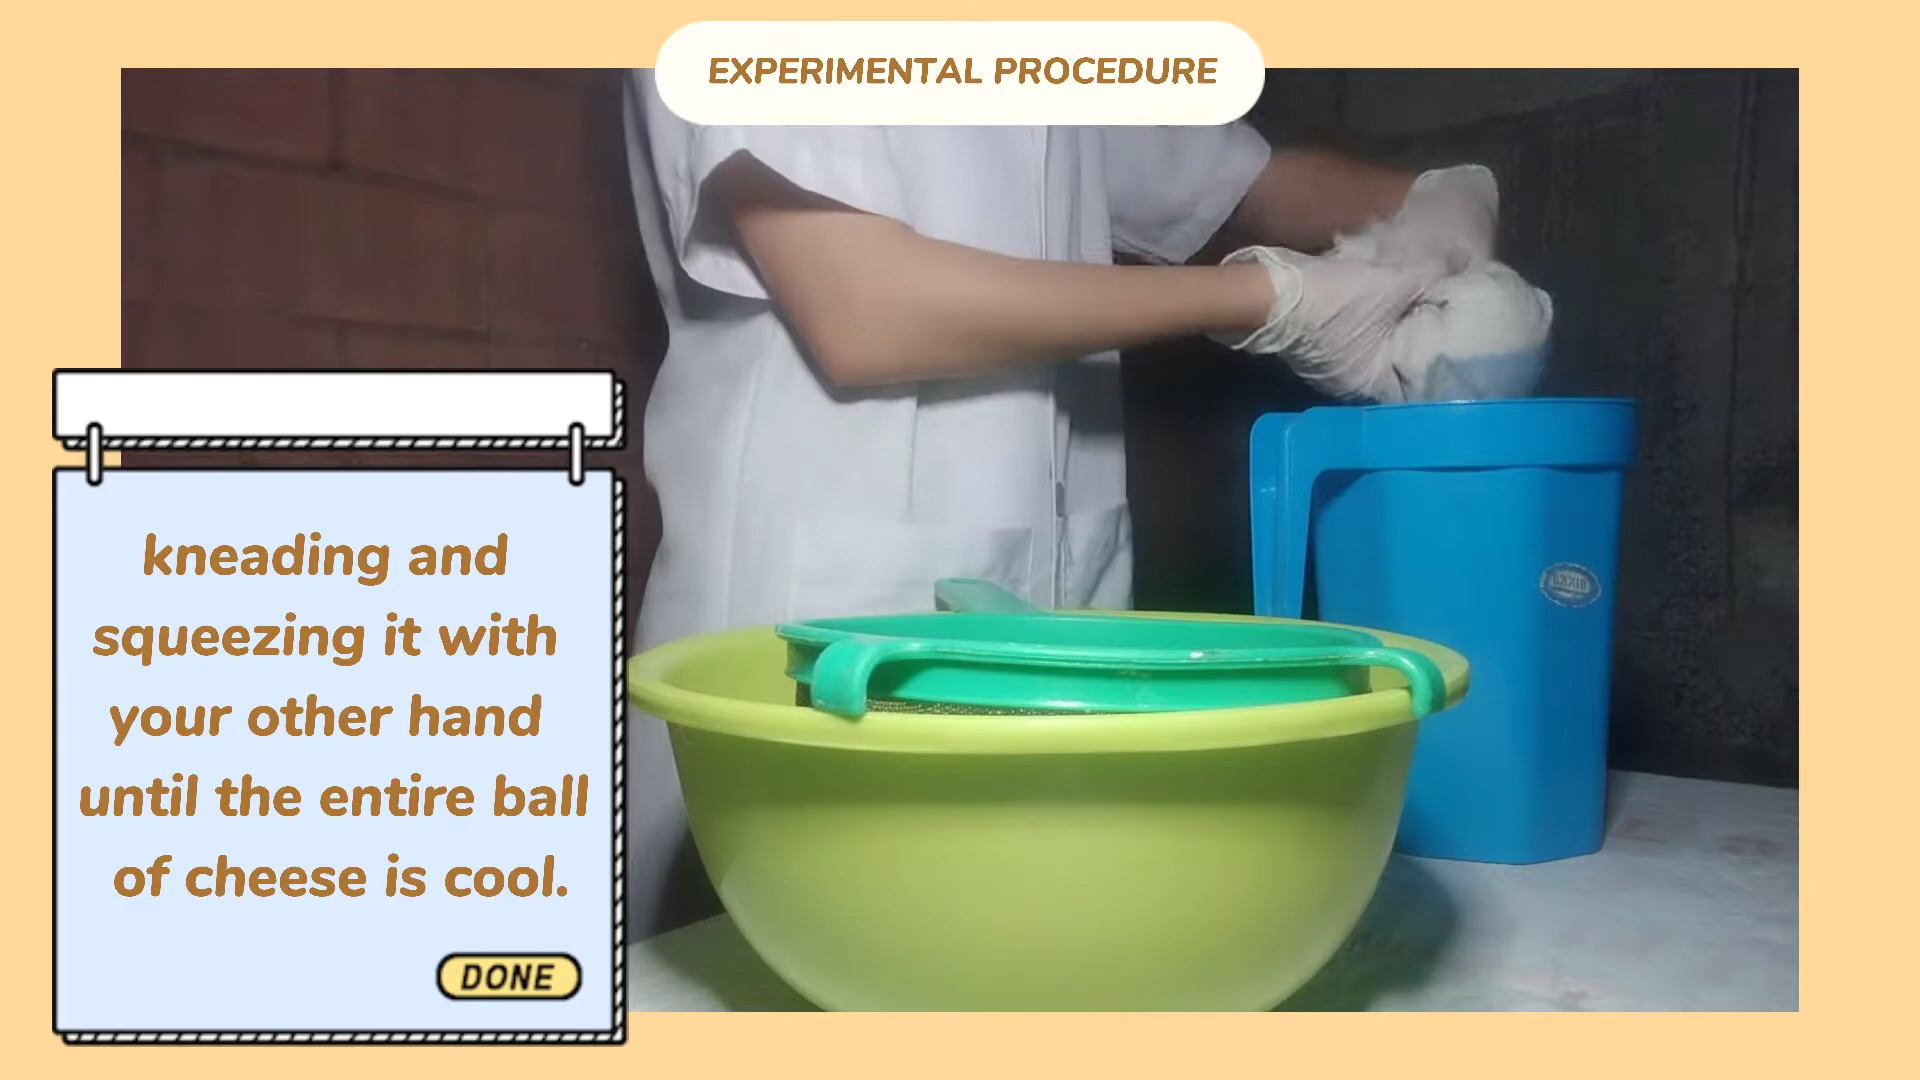 EXPERIMENTAL PROCEDURE
kneading and
squeezing it with
your other hand
until the entire ball
of cheese is cool.
DONE